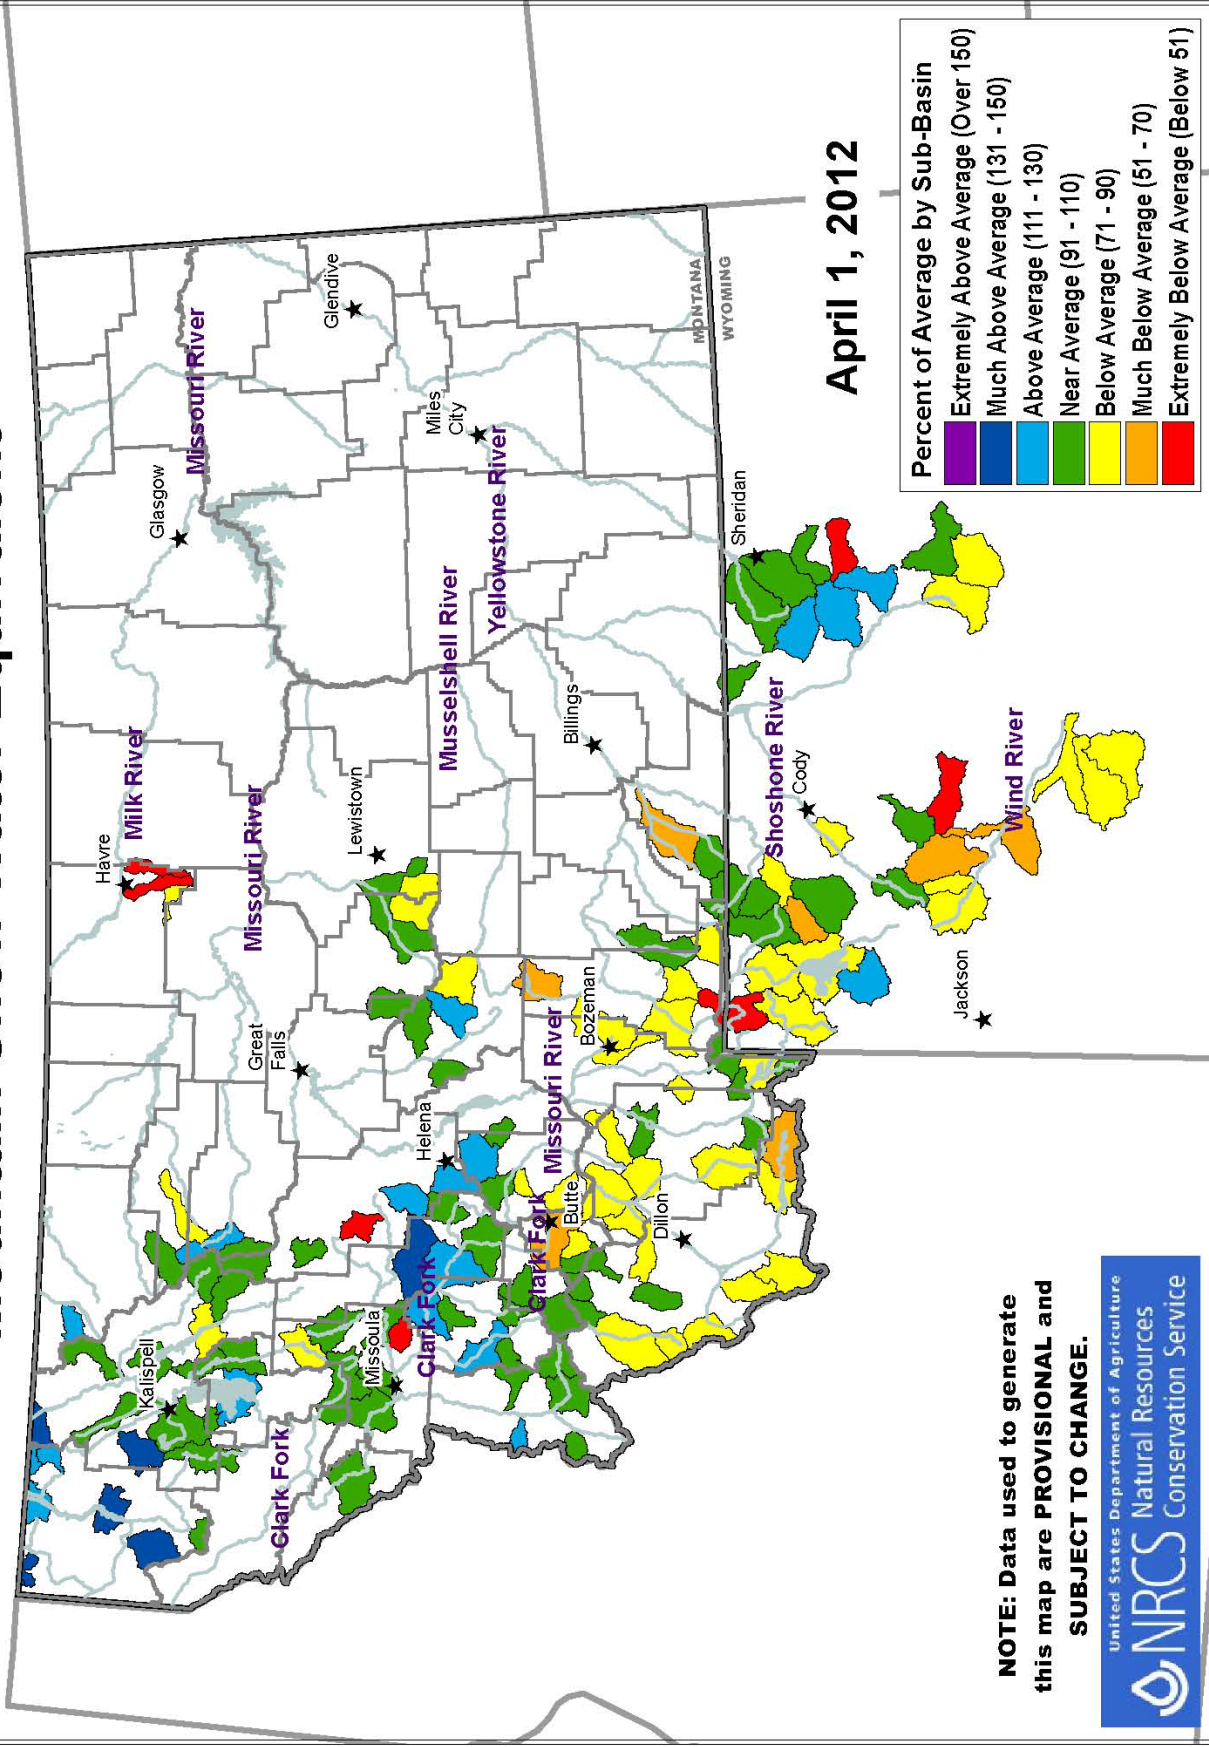 Milk River
Havre
Missouri River
Glasgow
Missouri River
Glendive
Kalispell
Great
Falls
Lewistown
Miles
City
Clark Fork
Missoula
Helena
Musselshell River
Yellowstone River
Clark Fork
Clark Fork
Butte
Missouri River
Bozeman
Billings
Dillon
MONTANA
WYOMING
Sheridan
Shoshone River
Cody
Jackson
Wind River
April 1, 2012
Percent of Average by Sub-Basin
Extremely Above Average (Over 150)
Much Above Average (131 - 150)
Above Average (111 - 130)
Near Average (91 - 110)
Below Average (71 - 90)
Much Below Average (51 - 70)
Extremely Below Average (Below 51)
NOTE: Data used to generate
this map are PROVISIONAL and
SUBJECT TO CHANGE.
United States Department of Agriculture
NRCS Natural Resources
Conservation Service